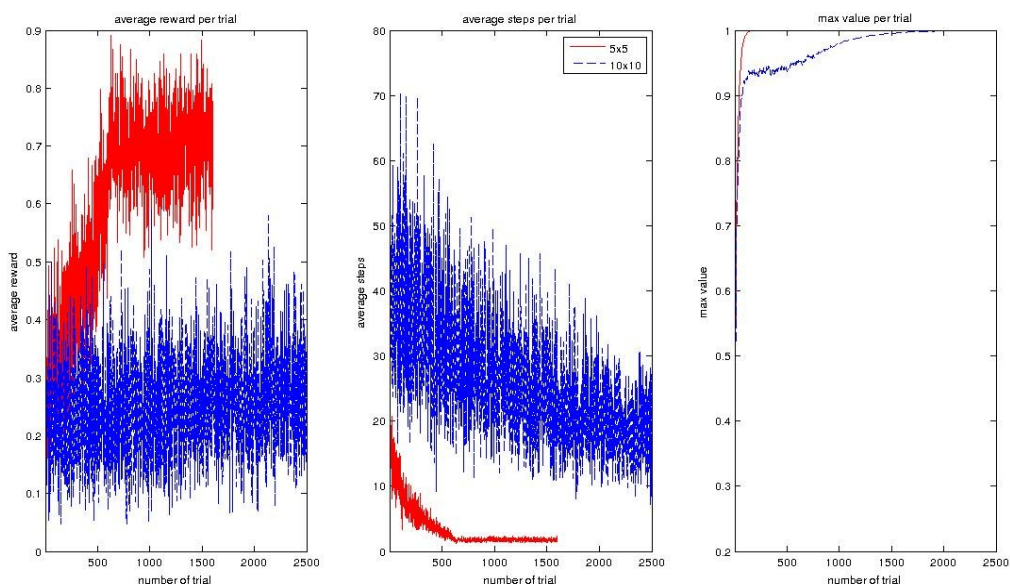 average reward per trial
0.9
0.8
0.7
0.6
0.5
0.4
0.3
0.2
0.1
0
average reward
0 500 1000 1500 2000 2500
number of trial
average steps per trial
80
70
60
50
40
30
20
10
0
average steps
5x5
10x10
0 500 1000 1500 2000 2500
number of trial
max value per trial
1
0.9
0.8
0.7
0.6
0.5
0.4
0.3
0.2
max value
0 500 1000 1500 2000 2500
number of trial